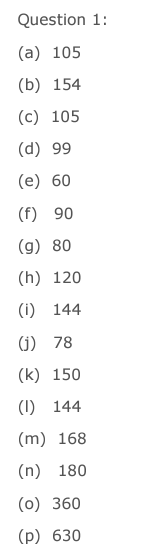 Question 1:
(a) 105
(b) 154
(c) 105
(d) 99
(e) 60
(f) 90
(g) 80
(h) 120
(i) 144
(j) 78
(k) 150
(l) 144
(m) 168
(n) 180
(o) 360
(p) 630